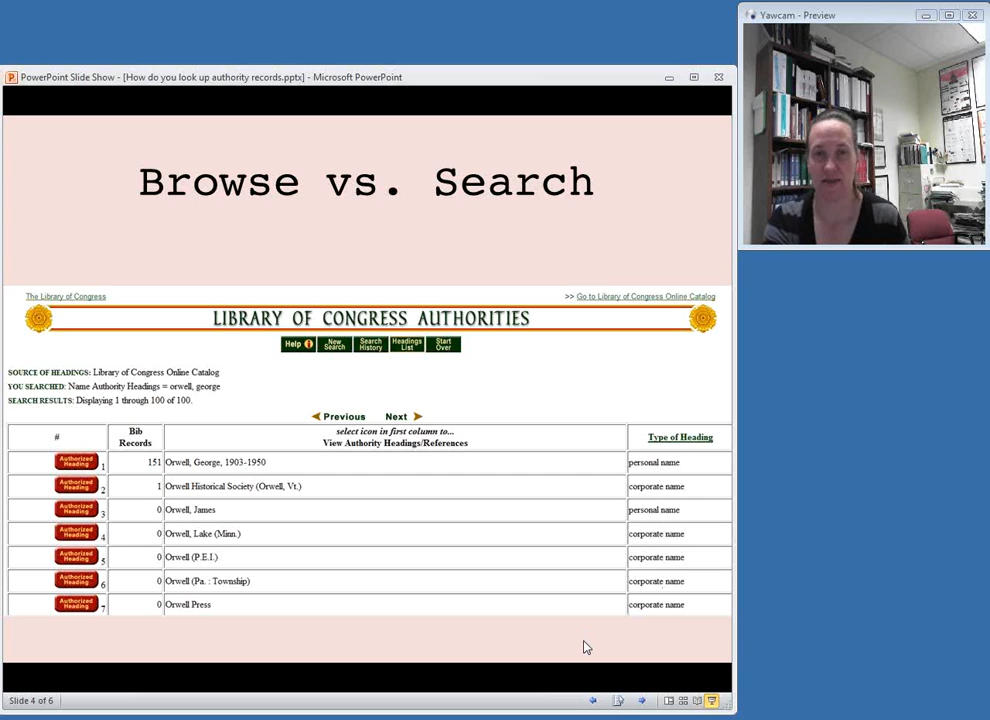 Yawcam - Preview
PowerPoint Slide Show - [How do you look up authority records.pptx] - Microsoft PowerPoint
Browse vs. Search
The Library of Congress
>> Go to Library of Congress Online Catalog
LIBRARY OF CONGRESS AUTHORITIES
Help i New Search Search History Headings List Start Over
SOURCE OF HEADINGS: Library of Congress Online Catalog
YOU SEARCHED: Name Authority Headings = orwell, george
SEARCH RESULTS: Displaying 1 through 100 of 100.
Previous Next
# Bib Records select icon in first column to... View Authority Headings/References Type of Heading
Authorized Heading 1 151 Orwell, George, 1903-1950 personal name
Authorized Heading 2 1 Orwell Historical Society (Orwell, Vt.) corporate name
Authorized Heading 3 0 Orwell, James personal name
Authorized Heading 4 0 Orwell, Lake (Minn.) corporate name
Authorized Heading 5 0 Orwell (P.E.I.) corporate name
Authorized Heading 6 0 Orwell (Pa. : Township) corporate name
Authorized Heading 7 0 Orwell Press corporate name
Slide 4 of 6